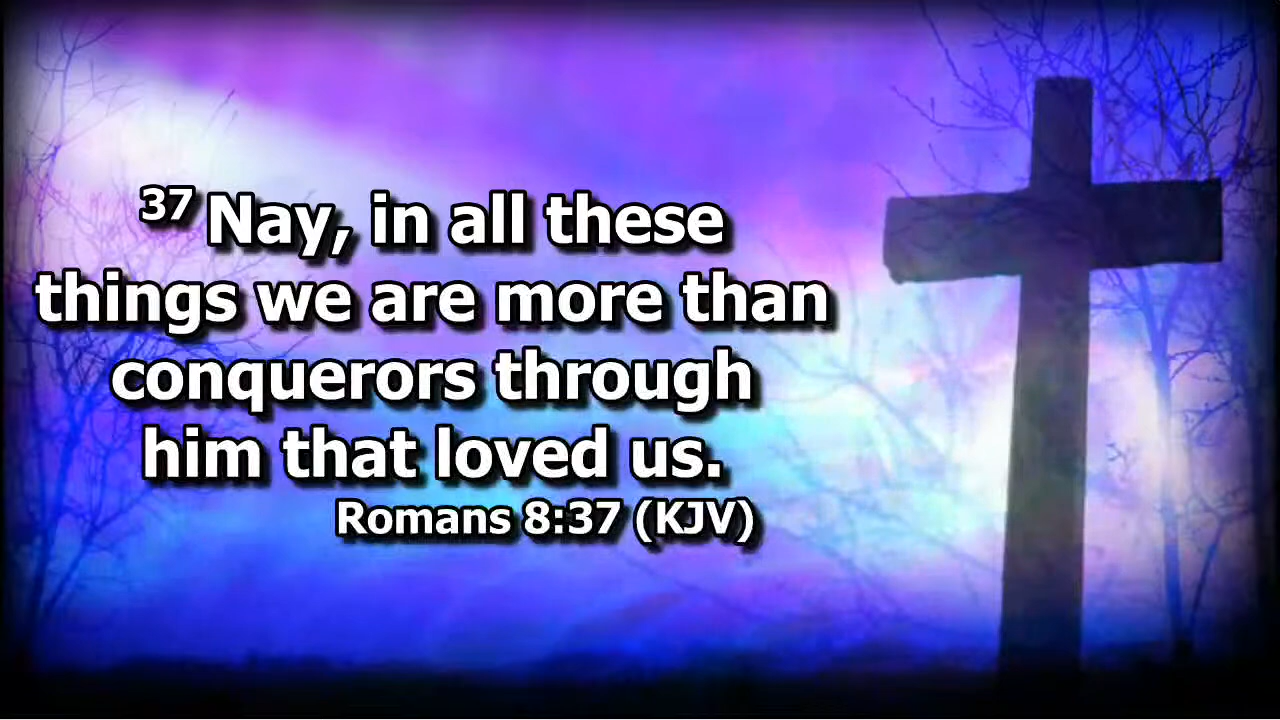 37 Nay, in all these
things we are more than
conquerors through
him that loved us.
Romans 8:37 (KJV)